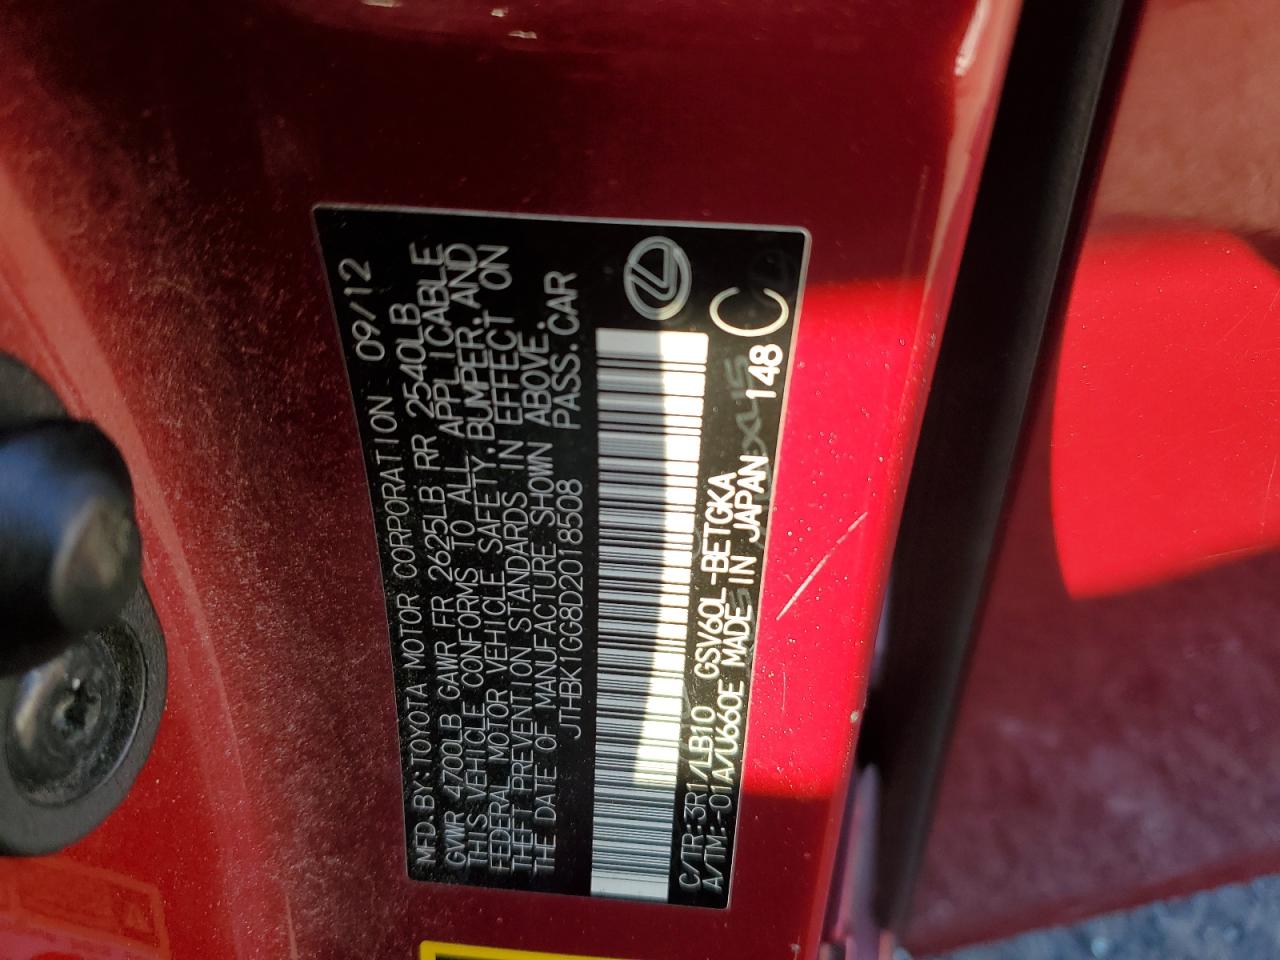 MFD.BY:TOYOTA MOTOR CORPORATION 09/12
GVWR 4700LB GAWR FR 2625LB RR 2540LB
THIS VEHICLE CONFORMS TO ALL APPLICABLE
FEDERAL MOTOR VEHICLE SAFETY,BUMPER,AND
THEFT PREVENTION STANDARDS IN EFFECT ON
THE DATE OF MANUFACTURE SHOWN ABOVE.
JTHBK1GG8D2018508 PASS.CAR
C/TR:3R1/LB10 GSV60L-BETGKA
A/TM:-01A/U660E MADE IN JAPAN 148 C